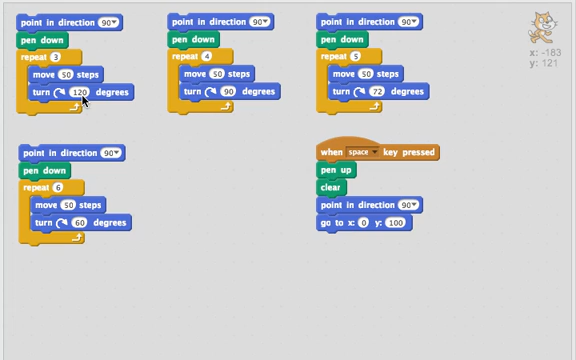 point in direction 90
pen down
repeat 3
move 50 steps
turn 120 degrees
point in direction 90
pen down
repeat 4
move 50 steps
turn 90 degrees
point in direction 90
pen down
repeat 5
move 50 steps
turn 72 degrees
x: -183
y: 121
point in direction 90
pen down
repeat 6
move 50 steps
turn 60 degrees
when space key pressed
pen up
clear
point in direction 90
go to x: 0 y: 100